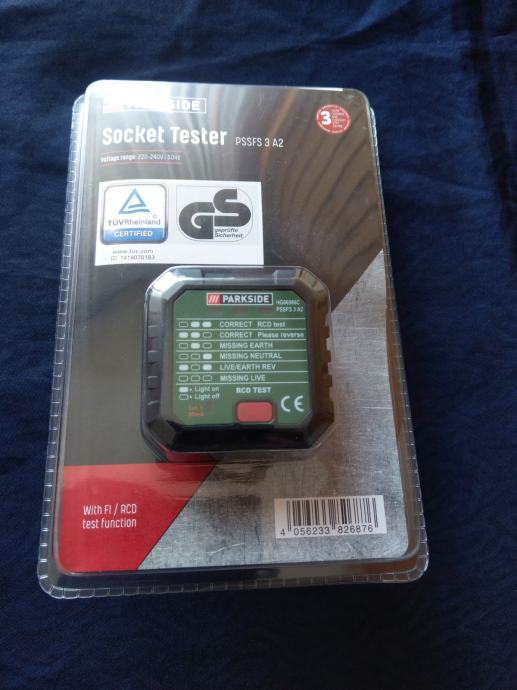 PARKSIDE
Socket Tester PSSFS 3 A2
Voltage range: 220-240V / 50Hz
3
TÜVRheinland
CERTIFIED
www.tuv.com
ID 1419070183
GS
geprüfte
Sicherheit
PARKSIDE
HG06986C
PSSFS 3 A2
CORRECT RCD test
CORRECT Please reverse
MISSING EARTH
MISSING NEUTRAL
LIVE/EARTH REV
MISSING LIVE
Light on
Light off
RCD TEST
CE
With FI / RCD
test function
4 056233 826876